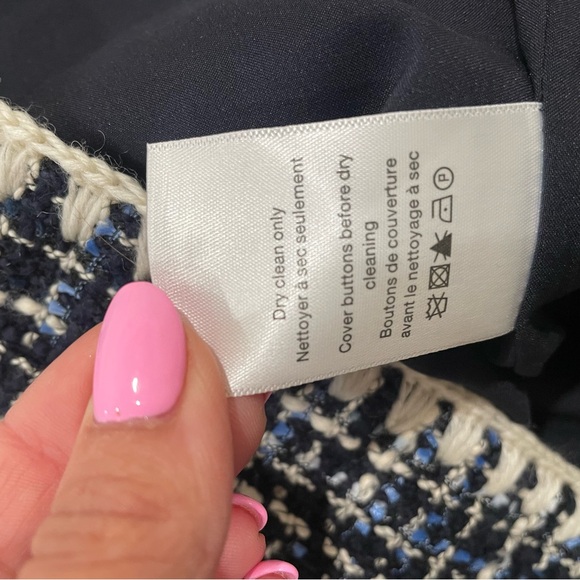 Dry clean only
Nettoyer à sec seulement
Cover buttons before dry
cleaning
Boutons de couverture
avant le nettoyage à sec
P